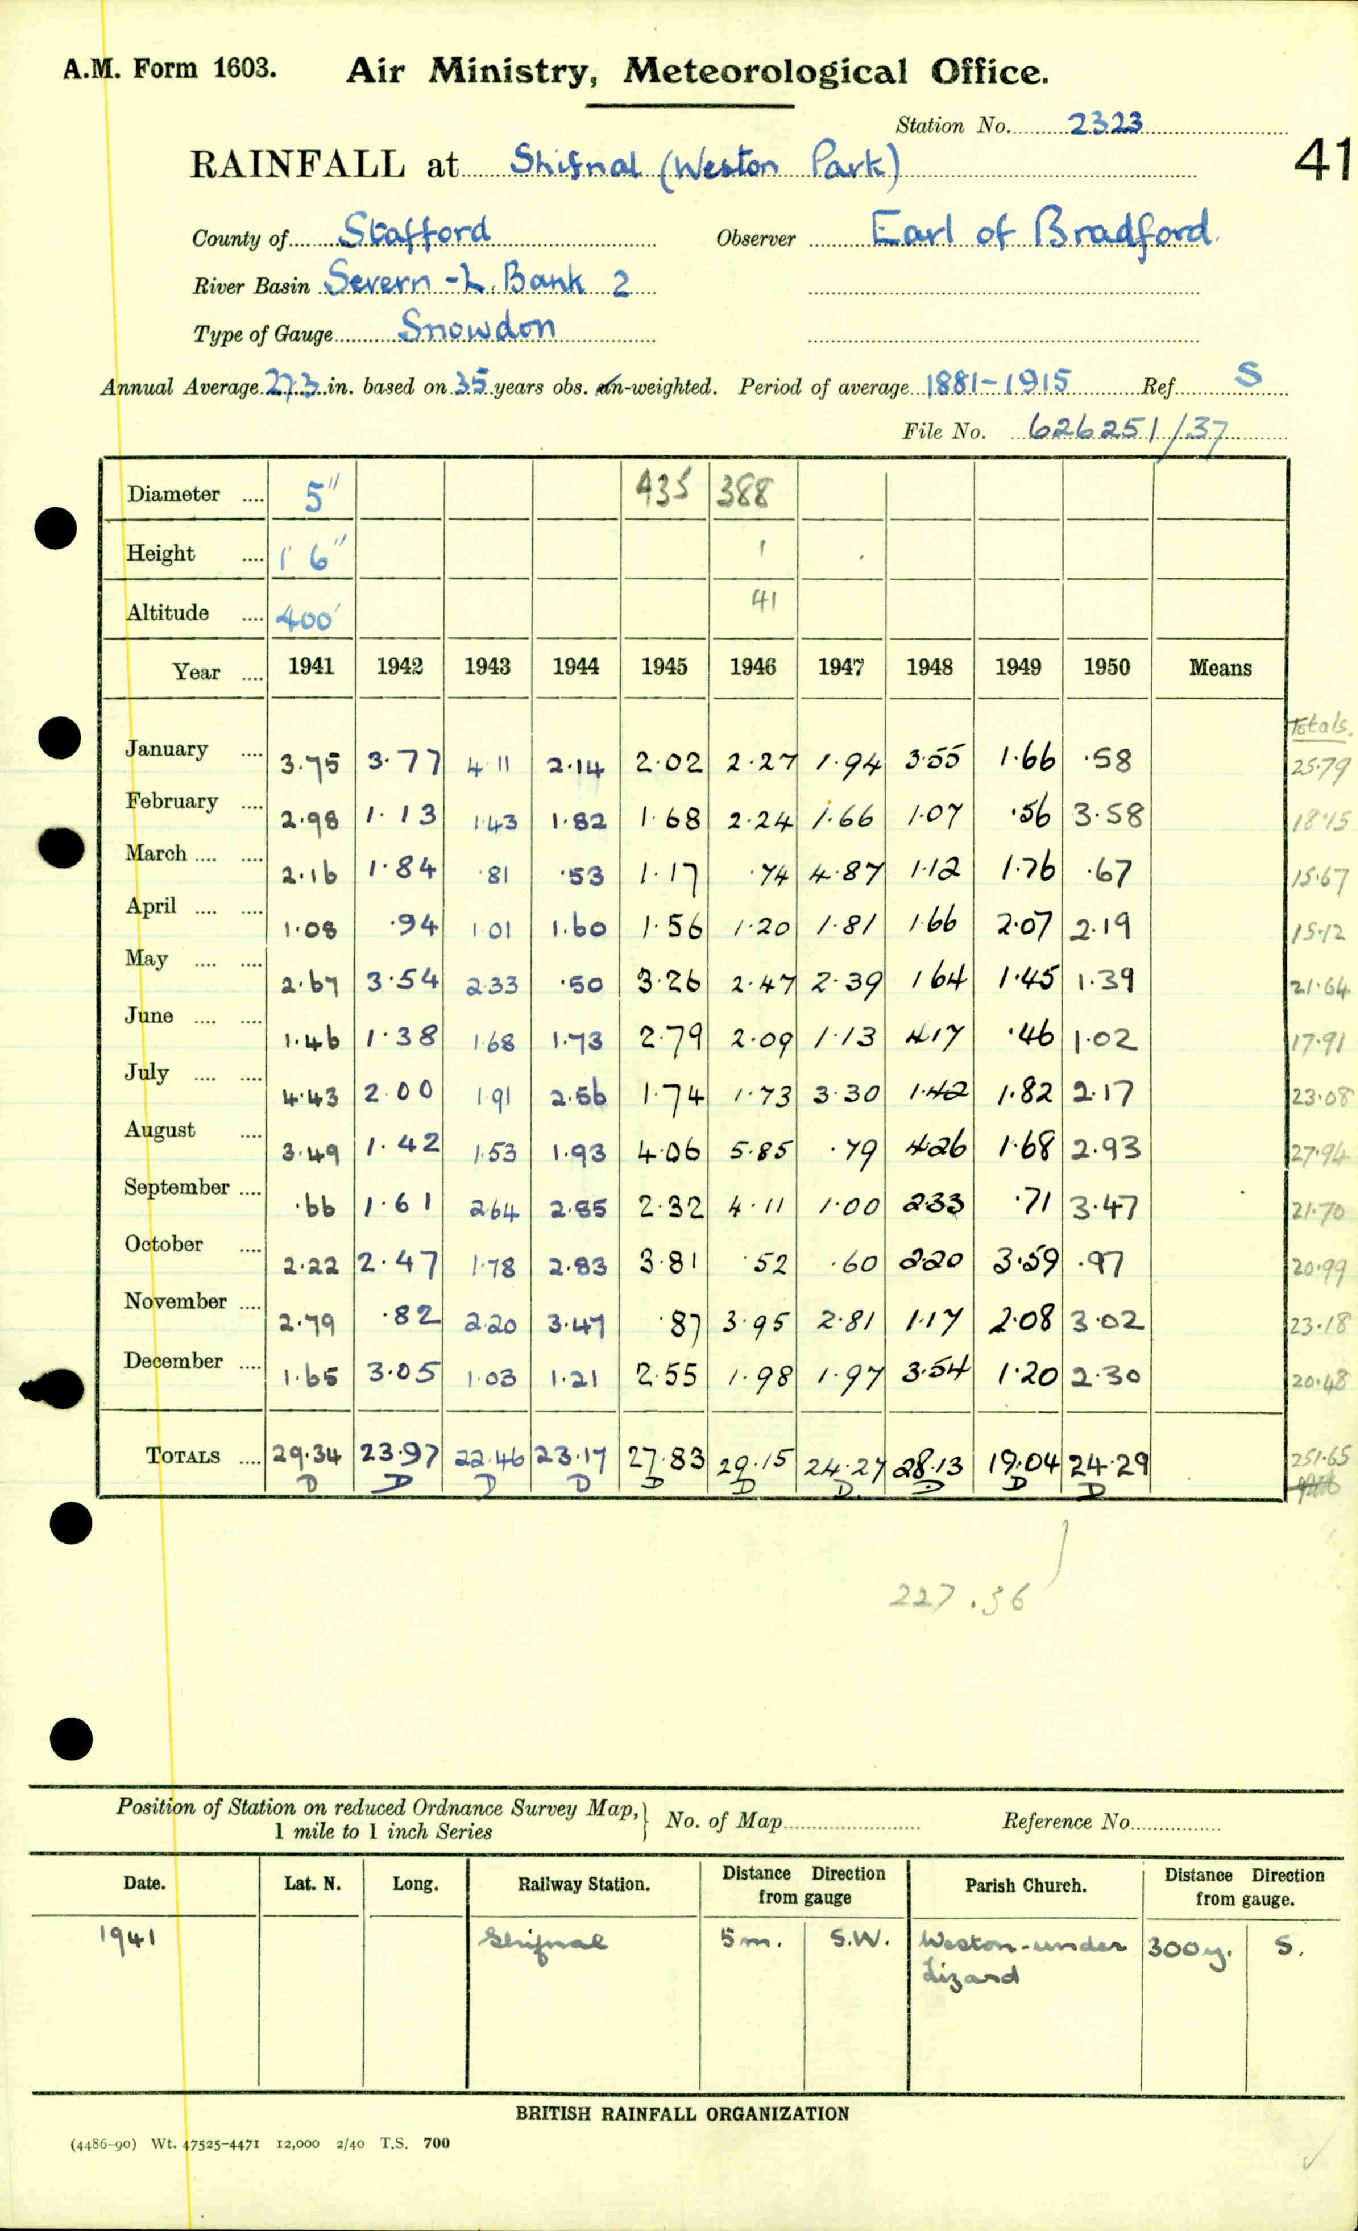 A.M. Form 1603. Air Ministry, Meteorological Office.
Station No. 2323
41
RAINFALL at Shifnal (Weston Park)
County of Stafford Observer Earl of Bradford.
River Basin Severn - L. Bank 2
Type of Gauge Snowdon
Annual Average 27.3 in. based on 35 years obs. un-weighted. Period of average 1881-1915 Ref S
File No. 626251/37
Diameter .... 5" 435 388
Height .... 1' 6" 1
Altitude .... 400' 41
Year .... 1941 1942 1943 1944 1945 1946 1947 1948 1949 1950 Means
Totals.
January .... 3.75 3.77 4.11 2.14 2.02 2.27 1.94 3.55 1.66 .58 25.79
February .... 2.98 1.13 1.43 1.82 1.68 2.24 1.66 1.07 .56 3.58 18.15
March .... .... 2.16 1.84 .81 .53 1.17 .74 4.87 1.12 1.76 .67 15.67
April .... .... 1.08 .94 1.01 1.60 1.56 1.20 1.81 1.66 2.07 2.19 15.12
May .... .... 2.67 3.54 2.33 .50 3.26 2.47 2.39 1.64 1.45 1.39 21.64
June .... .... 1.46 1.38 1.68 1.73 2.79 2.09 1.13 4.17 .46 1.02 17.91
July .... .... 4.43 2.00 1.91 2.56 1.74 1.73 3.30 1.42 1.82 2.17 23.08
August .... 3.49 1.42 1.53 1.93 4.06 5.85 .79 4.26 1.68 2.93 27.94
September .... .66 1.61 2.64 2.85 2.32 4.11 1.00 2.33 .71 3.47 21.70
October .... 2.22 2.47 1.78 2.83 3.81 .52 .60 2.20 3.59 .97 20.99
November .... 2.79 .82 2.20 3.47 .87 3.95 2.81 1.17 2.08 3.02 23.18
December .... 1.65 3.05 1.03 1.21 2.55 1.98 1.97 3.54 1.20 2.30 20.48
TOTALS .... 29.34 23.97 22.46 23.17 27.83 29.15 24.27 28.13 19.04 24.29 251.65
D D D D D D D D D D
227.36
Position of Station on reduced Ordnance Survey Map, } No. of Map Reference No.
1 mile to 1 inch Series
Date. Lat. N. Long. Railway Station. Distance Direction from gauge Parish Church. Distance Direction from gauge.
1941 Shifnal 5m. S.W. Weston-under 300y. S.
Lizard
BRITISH RAINFALL ORGANIZATION
(4486-90) Wt. 47525-4471 12,000 2/40 T.S. 700